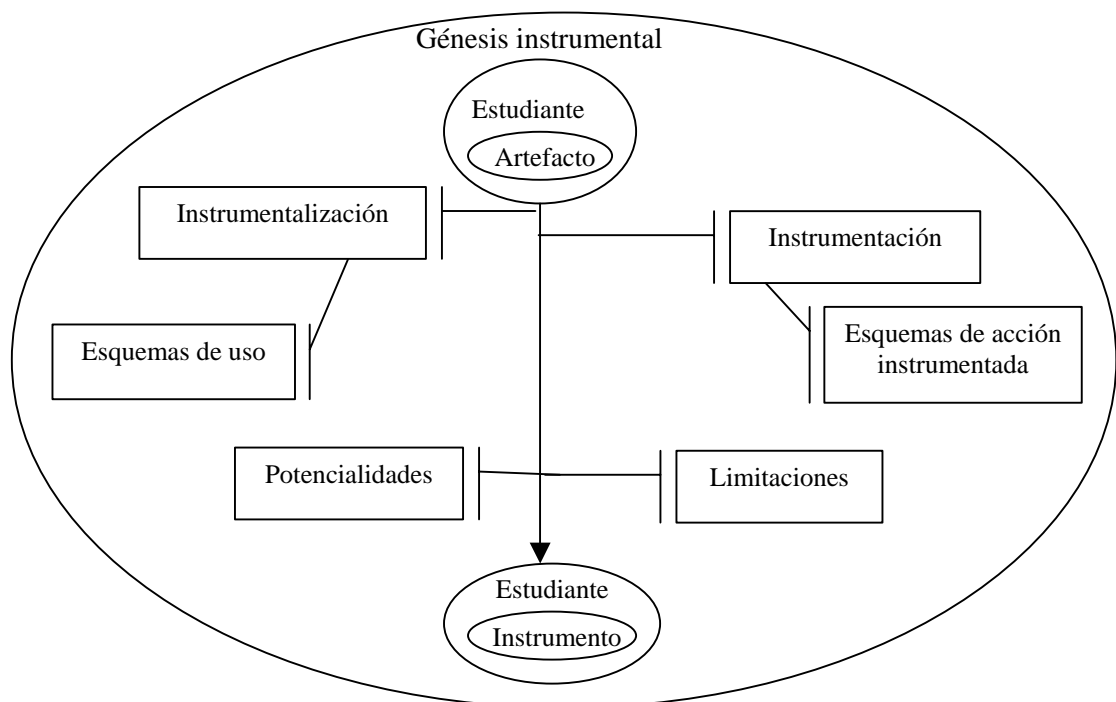 Génesis instrumental
Estudiante
Artefacto
Instrumentalización
Instrumentación
Esquemas de uso
Esquemas de acción
instrumentada
Potencialidades
Limitaciones
Estudiante
Instrumento